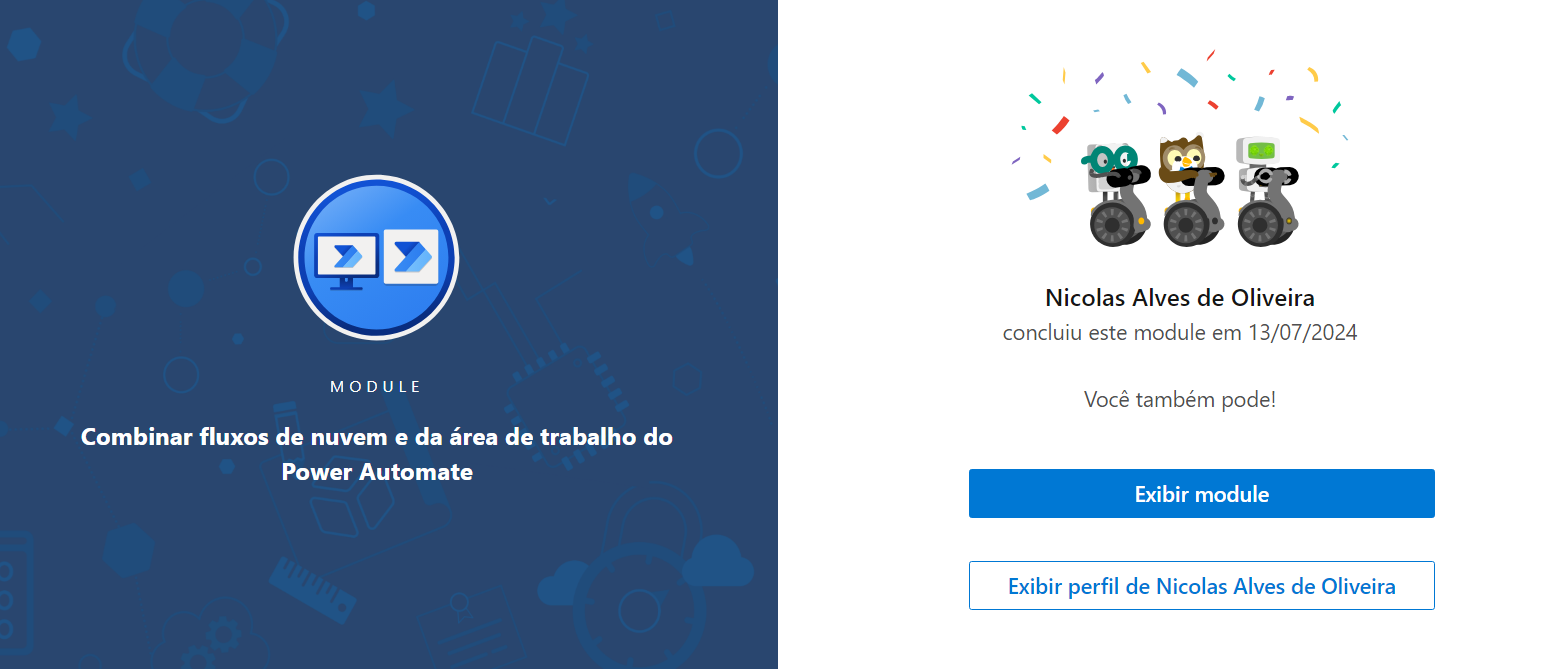 MODULE
Combinar fluxos de nuvem e da área de trabalho do
Power Automate
Nicolas Alves de Oliveira
concluiu este module em 13/07/2024
Você também pode!
Exibir module
Exibir perfil de Nicolas Alves de Oliveira